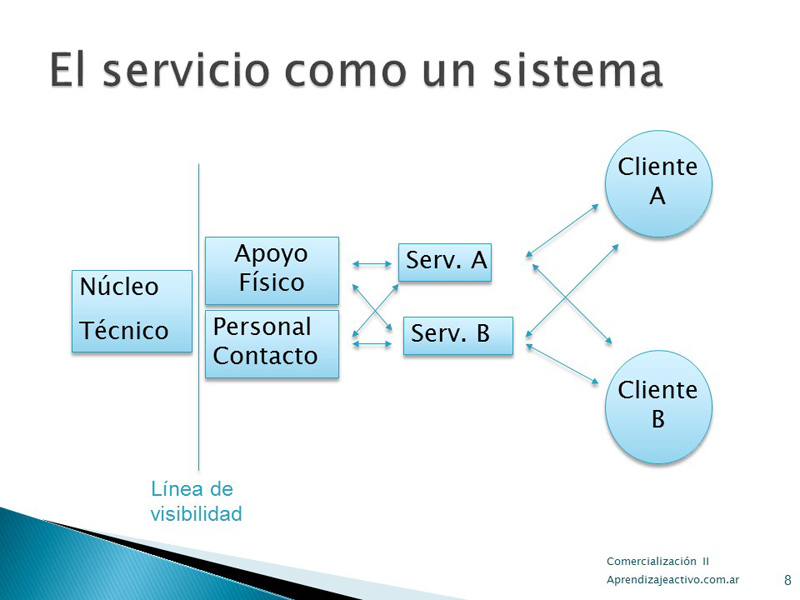 El servicio como un sistema
Cliente
A
Apoyo
Físico
Serv. A
Núcleo
Técnico
Personal
Contacto
Serv. B
Cliente
B
Línea de
visibilidad
Comercialización II
Aprendizajeactivo.com.ar
8